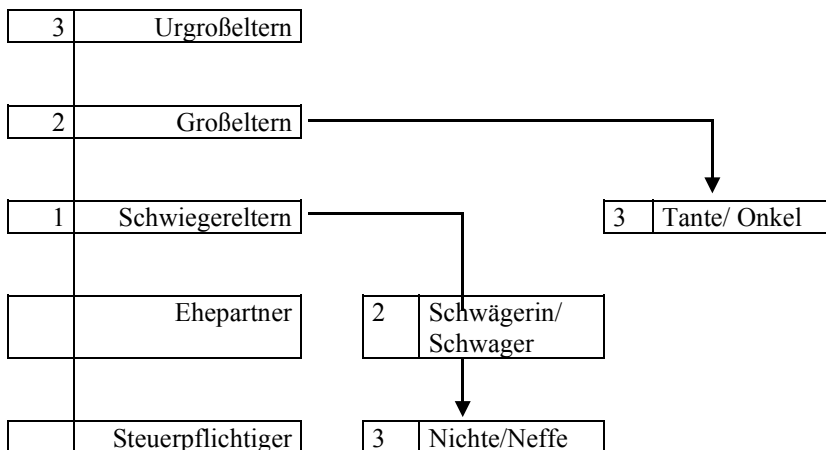 3 Urgroßeltern
2 Großeltern
1 Schwiegereltern
3 Tante/ Onkel
Ehepartner
2 Schwägerin/
Schwager
Steuerpflichtiger
3 Nichte/Neffe